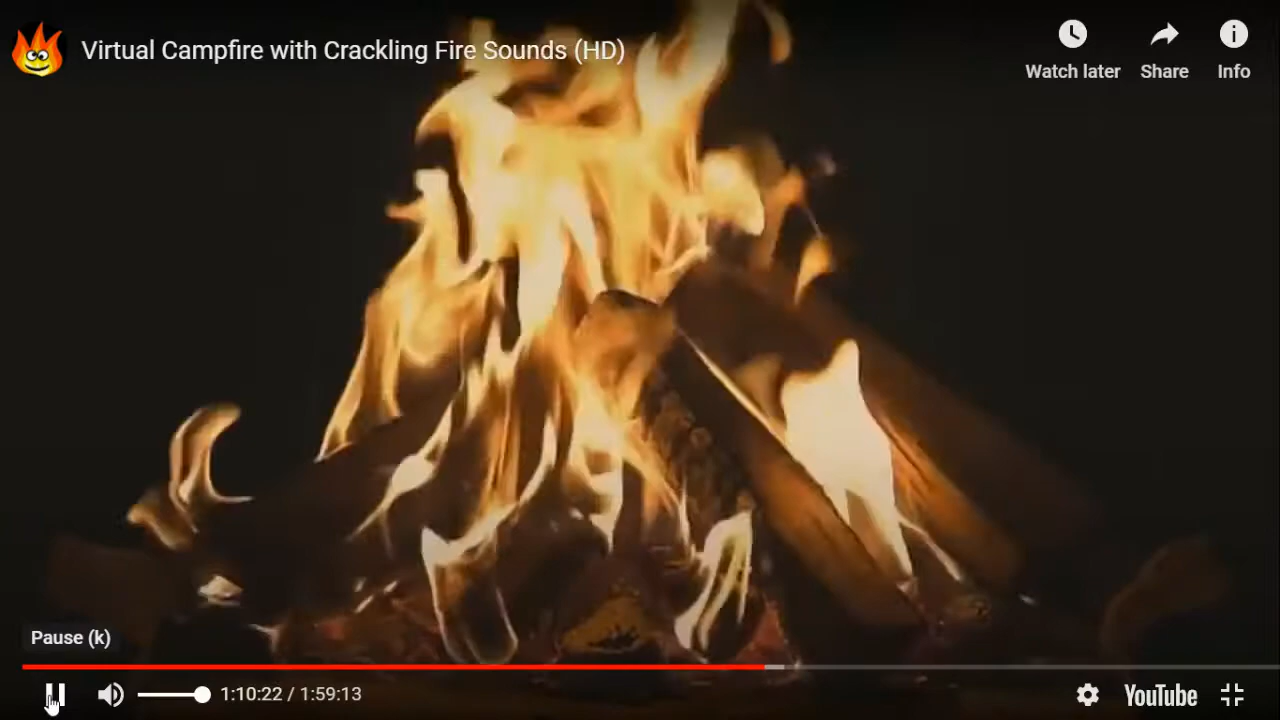 Virtual Campfire with Crackling Fire Sounds (HD)
Watch later
Share
Info
Pause (k)
1:10:22 / 1:59:13
YouTube